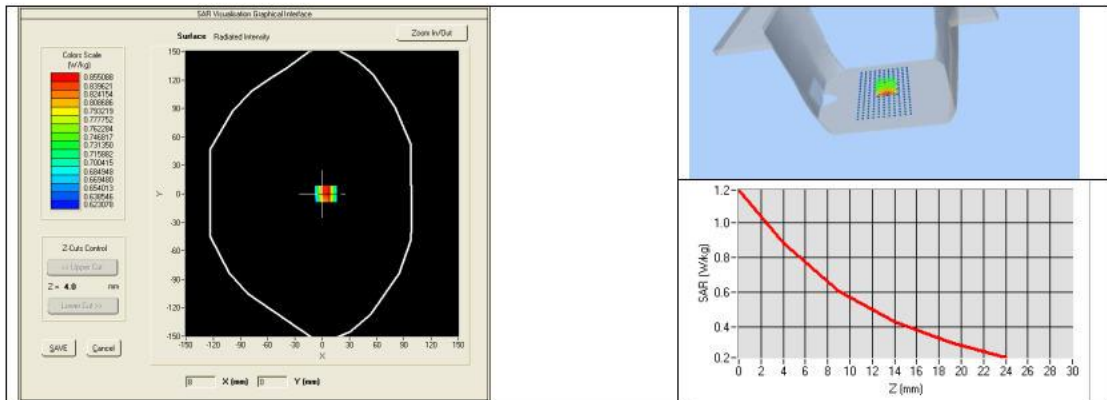 SAR Visualisation Graphical Interface
Surface Radiated Intensity
Zoom In/Out
Colors Scale
(W/kg)
0.855088
0.839621
0.824154
0.808686
0.793219
0.777752
0.762284
0.746817
0.731350
0.715882
0.700415
0.684948
0.669480
0.654013
0.638546
0.623078
Z-Cuts Control
<< Upper Cut
Z = 4.0 mm
Lower Cut >>
SAVE Cancel
150
120
90
60
30
0
-30
-60
-90
-120
-150
Y
-150 -120 -90 -60 -30 0 30 60 90 120 150
X
0 X (mm) 0 Y (mm)
1.2
1.0
0.8
0.6
0.4
0.2
SAR (W/kg)
0 2 4 6 8 10 12 14 16 18 20 22 24 26 28 30
Z (mm)